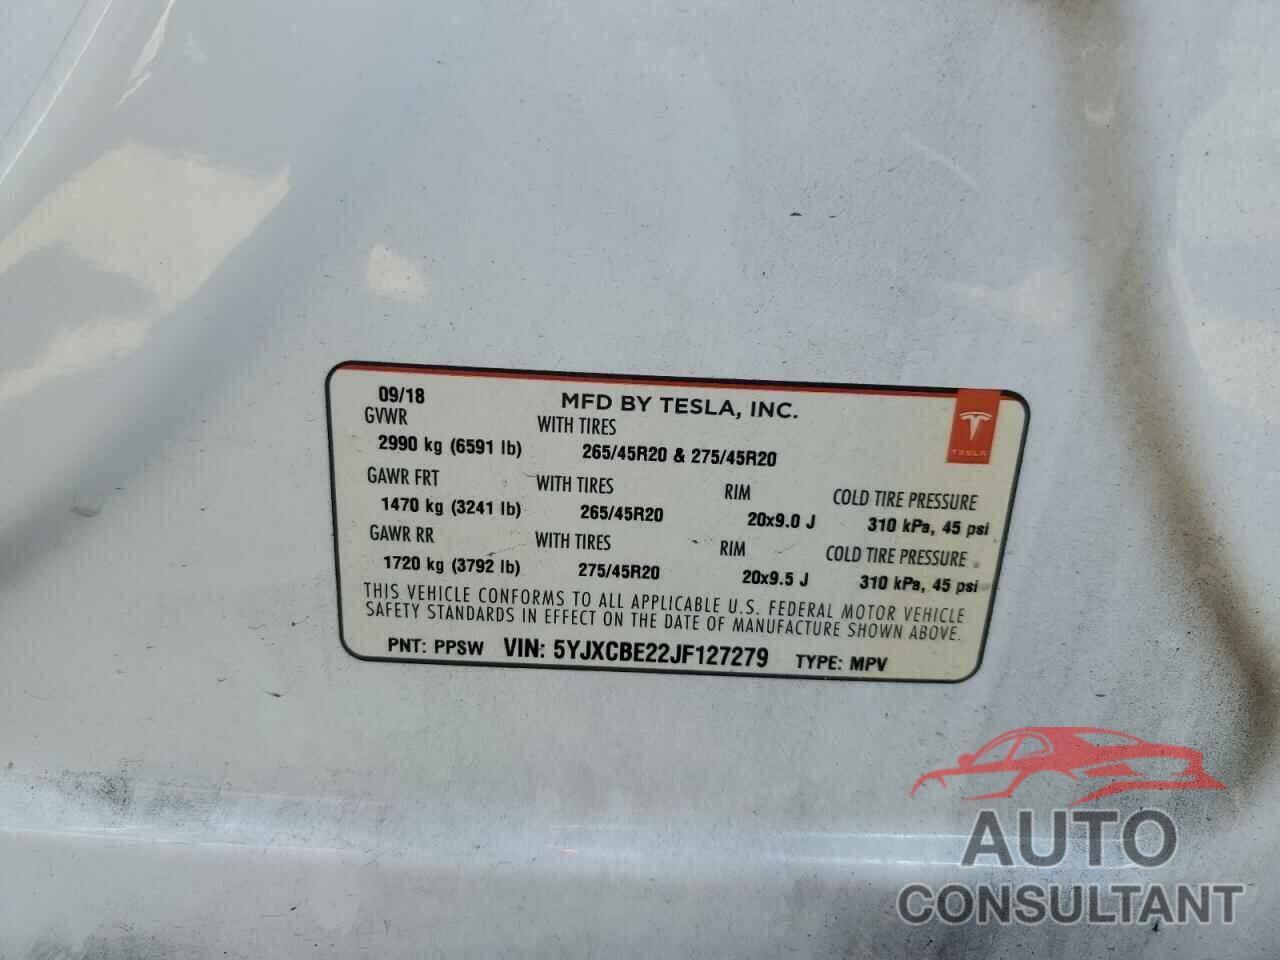 09/18 MFD BY TESLA, INC.
GVWR WITH TIRES
2990 kg (6591 lb) 265/45R20 & 275/45R20
TESLA
GAWR FRT WITH TIRES RIM COLD TIRE PRESSURE
1470 kg (3241 lb) 265/45R20 20x9.0 J 310 kPa, 45 psi
GAWR RR WITH TIRES RIM COLD TIRE PRESSURE
1720 kg (3792 lb) 275/45R20 20x9.5 J 310 kPa, 45 psi
THIS VEHICLE CONFORMS TO ALL APPLICABLE U.S. FEDERAL MOTOR VEHICLE
SAFETY STANDARDS IN EFFECT ON THE DATE OF MANUFACTURE SHOWN ABOVE.
PNT: PPSW VIN: 5YJXCBE22JF127279 TYPE: MPV
AUTO
CONSULTANT